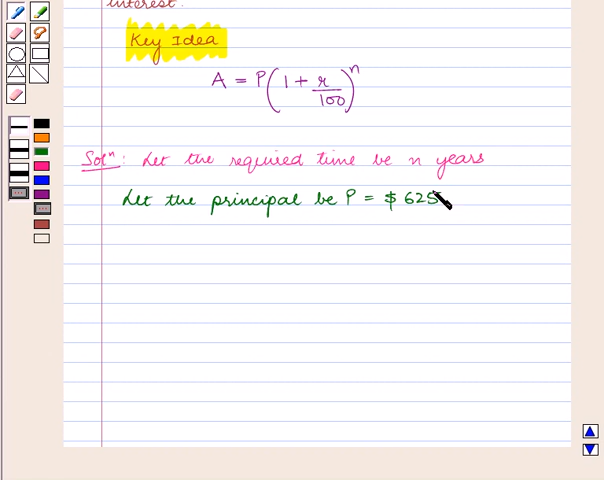 interest.
Key Idea
A = P(1 + r/100)^n
Solⁿ: Let the required time be n years
Let the principal be P = $ 625